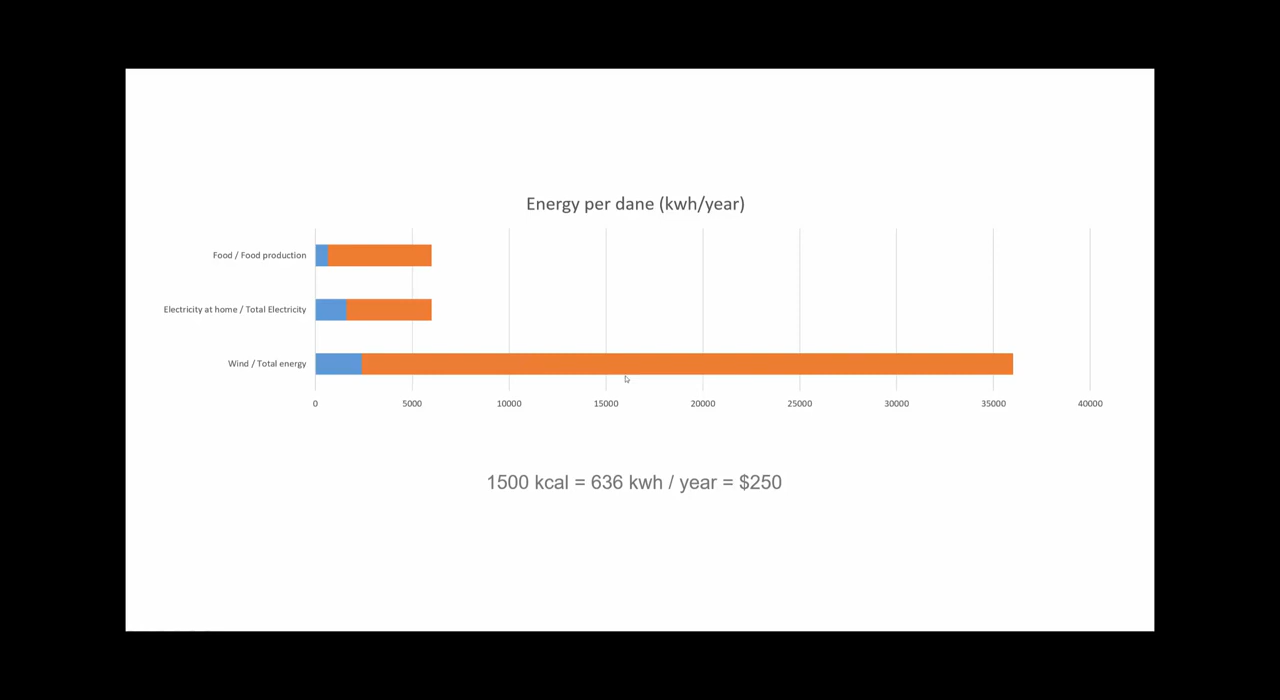 Energy per dane (kwh/year)
Food / Food production
Electricity at home / Total Electricity
Wind / Total energy
0 5000 10000 15000 20000 25000 30000 35000 40000
1500 kcal = 636 kwh / year = $250